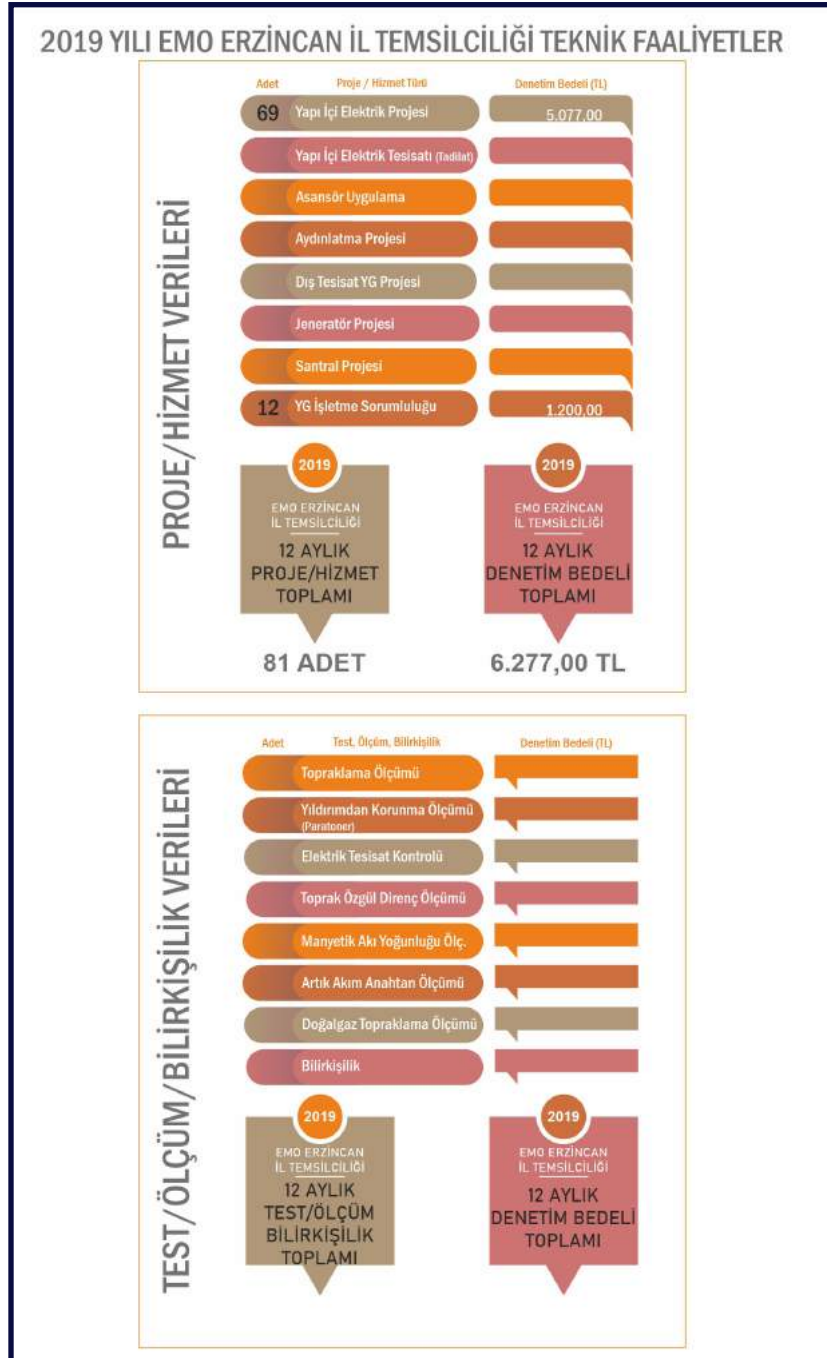 2019 YILI EMO ERZİNCAN İL TEMSİLCİLİĞİ TEKNİK FAALİYETLER
PROJE/HİZMET VERİLERİ
Adet Proje / Hizmet Türü Denetim Bedeli (TL)
69 Yapı İçi Elektrik Projesi 5.077,00
Yapı İçi Elektrik Tesisatı (Tadilat)
Asansör Uygulama
Aydınlatma Projesi
Dış Tesisat YG Projesi
Jeneratör Projesi
Santral Projesi
12 YG İşletme Sorumluluğu 1.200,00
2019
EMO ERZİNCAN
İL TEMSİLCİLİĞİ
12 AYLIK
PROJE/HİZMET
TOPLAMI
81 ADET
2019
EMO ERZİNCAN
İL TEMSİLCİLİĞİ
12 AYLIK
DENETİM BEDELİ
TOPLAMI
6.277,00 TL
TEST/ÖLÇÜM/BİLİRKİŞİLİK VERİLERİ
Adet Test, Ölçüm, Bilirkişilik Denetim Bedeli (TL)
Topraklama Ölçümü
Yıldırımdan Korunma Ölçümü
(Paratoner)
Elektrik Tesisat Kontrolü
Toprak Özgül Direnç Ölçümü
Manyetik Akı Yoğunluğu Ölç.
Artık Akım Anahtarı Ölçümü
Doğalgaz Topraklama Ölçümü
Bilirkişilik
2019
EMO ERZİNCAN
İL TEMSİLCİLİĞİ
12 AYLIK
TEST/ÖLÇÜM
BİLİRKİŞİLİK
TOPLAMI
2019
EMO ERZİNCAN
İL TEMSİLCİLİĞİ
12 AYLIK
DENETİM BEDELİ
TOPLAMI